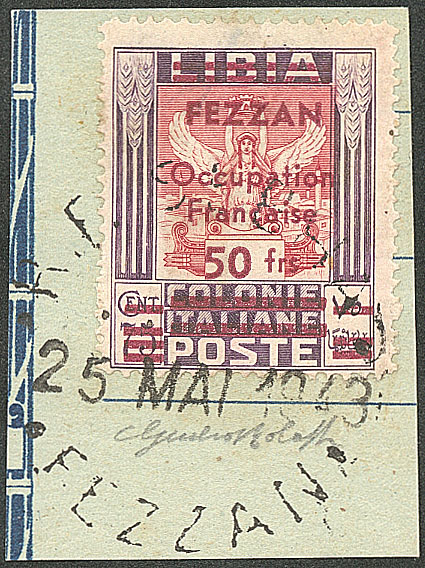 LIBIA
FEZZAN
Occupation
Française
50 frs
COLONIE
CENT
ITALIANE
POSTE
25 MAI 1943
FEZZAN